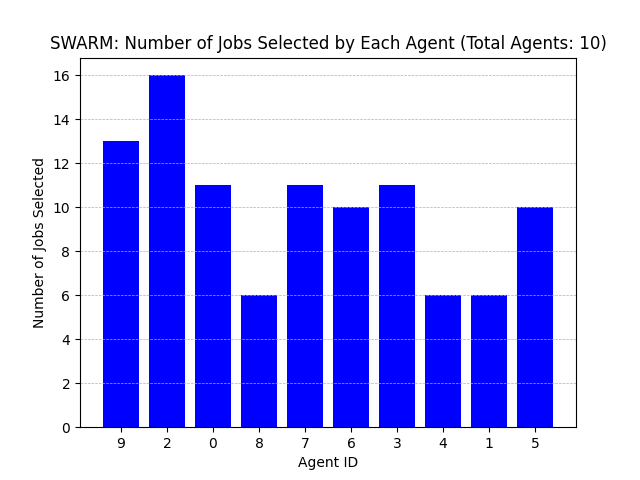 SWARM: Number of Jobs Selected by Each Agent (Total Agents: 10)
16
14
12
10
8
6
4
2
0
Number of Jobs Selected
9 2 0 8 7 6 3 4 1 5
Agent ID